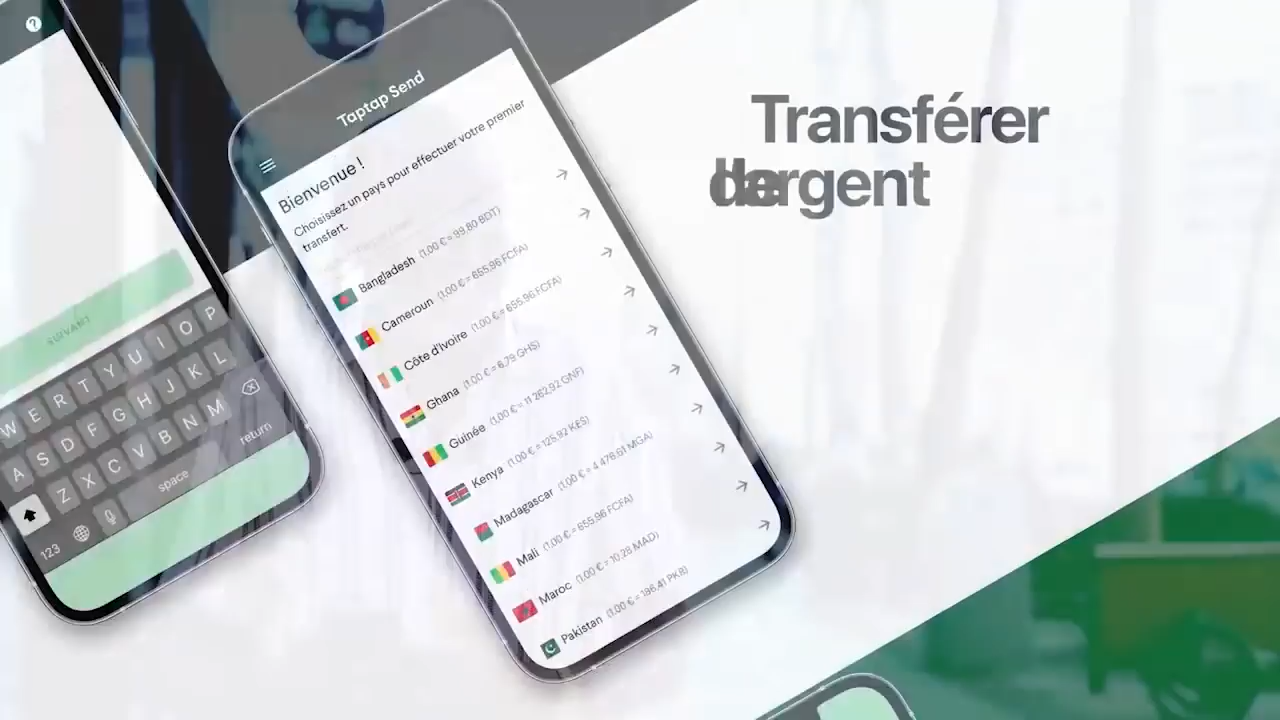 Transférer
de l'argent
Taptap Send
Bienvenue !
Choisissez un pays pour effectuer votre premier
transfert.
Bangladesh (1.00 € = 99,80 BDT)
Cameroun (1.00 € = 655,96 FCFA)
Côte d'Ivoire (1.00 € = 655,96 FCFA)
Ghana (1.00 € = 6,79 GHS)
Guinée (1.00 € = 11 262,92 GNF)
Kenya (1.00 € = 125,92 KES)
Madagascar (1.00 € = 4 476,61 MGA)
Mali (1.00 € = 655,96 FCFA)
Maroc (1.00 € = 10,28 MAD)
Pakistan (1.00 € = 186,41 PKR)
SUIVANT
W E R T Y U I O P
A S D F G H J K L
Z X C V B N M
123 space return